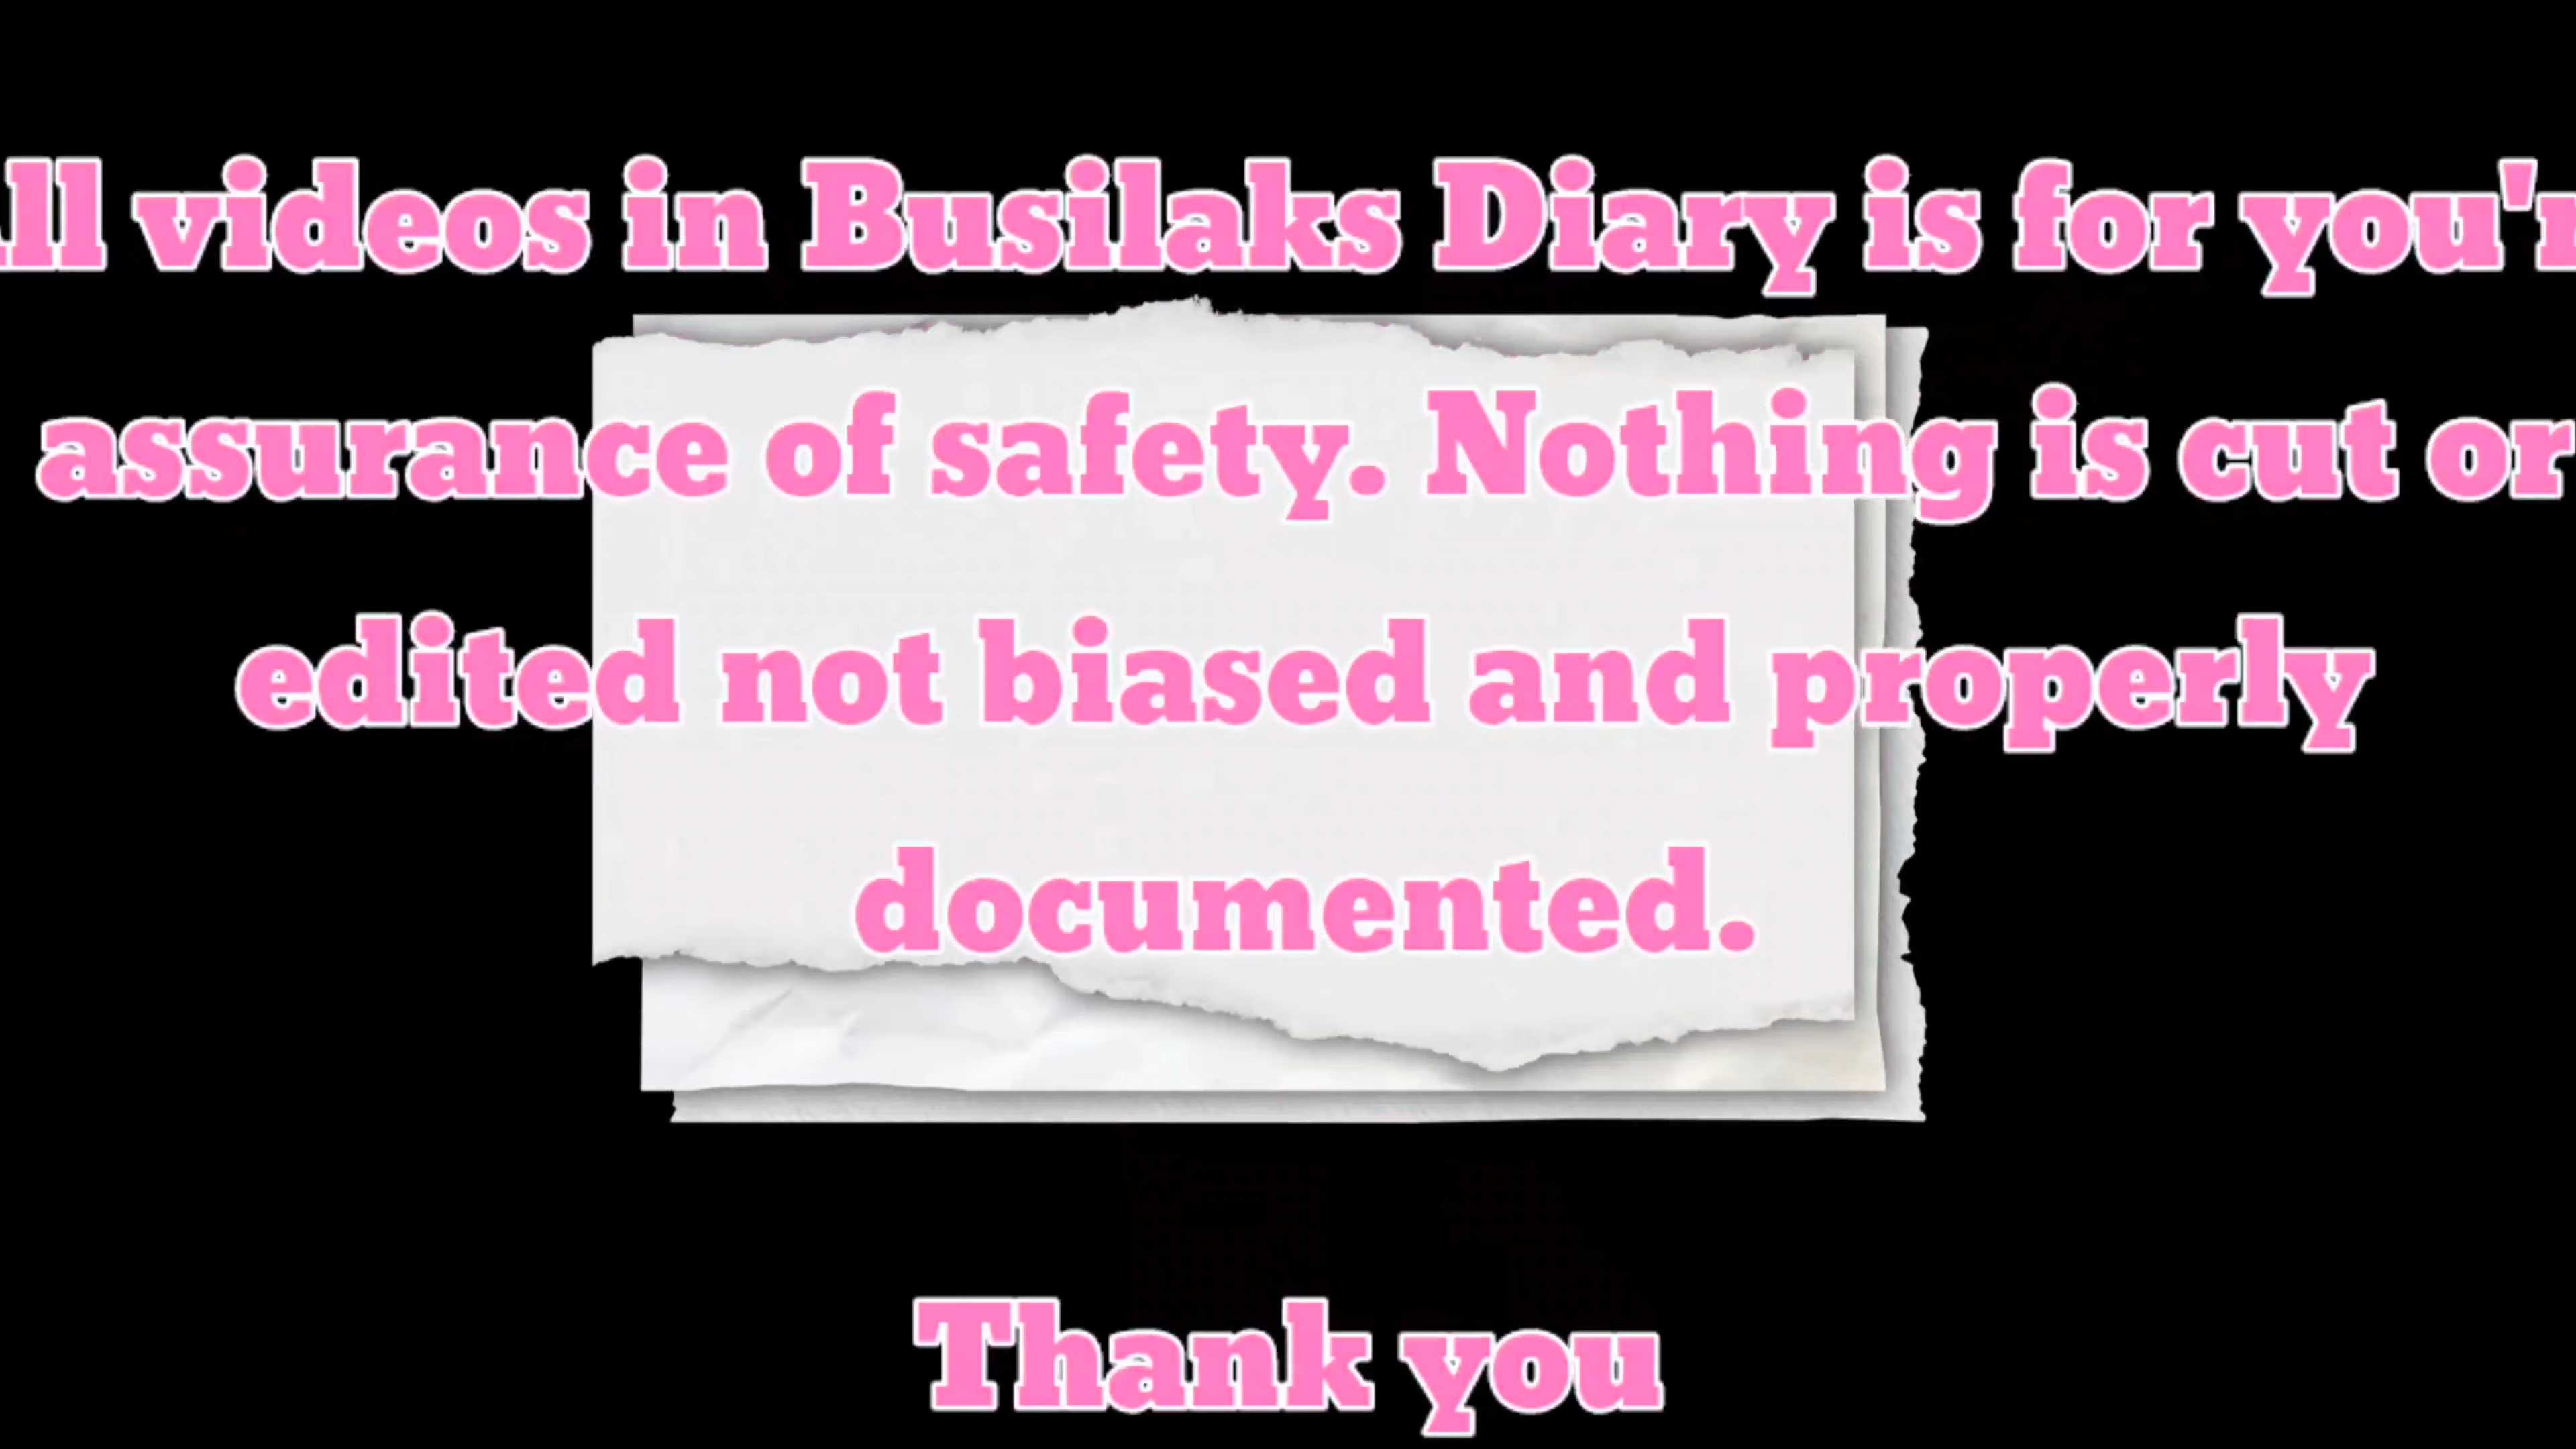 ll videos in Busilaks Diary is for you'r
assurance of safety. Nothing is cut or
edited not biased and properly
documented.
Thank you